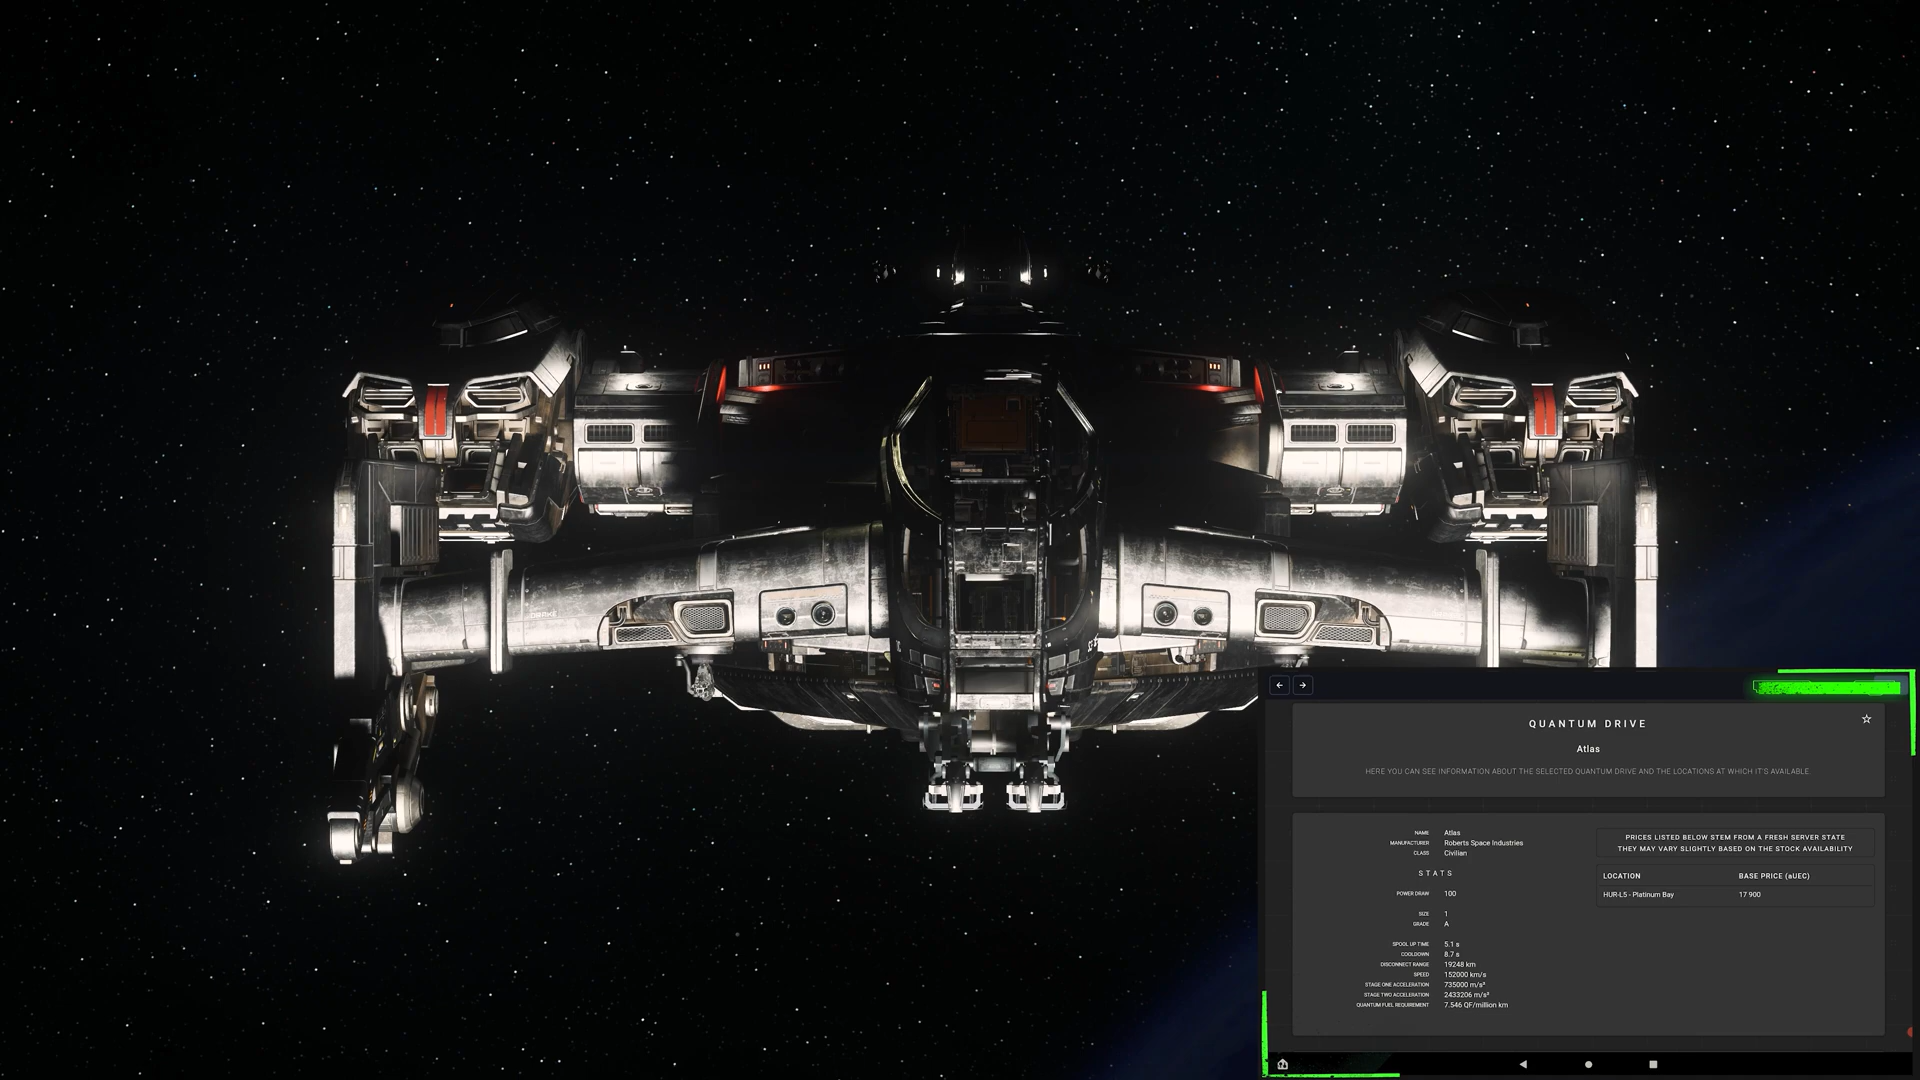 DRAKE
QUANTUM DRIVE
Atlas
HERE YOU CAN SEE INFORMATION ABOUT THE SELECTED QUANTUM DRIVE AND THE LOCATIONS AT WHICH IT'S AVAILABLE.
NAME Atlas
MANUFACTURER Roberts Space Industries
CLASS Civilian
STATS
POWER DRAW 100
SIZE 1
GRADE A
SPOOL UP TIME 5.1 s
COOLDOWN 8.7 s
DISCONNECT RANGE 19248 km
SPEED 152000 km/s
STAGE ONE ACCELERATION 735000 m/s²
STAGE TWO ACCELERATION 2433206 m/s²
QUANTUM FUEL REQUIREMENT 7.546 QF/million km
PRICES LISTED BELOW STEM FROM A FRESH SERVER STATE
THEY MAY VARY SLIGHTLY BASED ON THE STOCK AVAILABILITY
LOCATION BASE PRICE (aUEC)
HUR-L5 - Platinum Bay 17 900